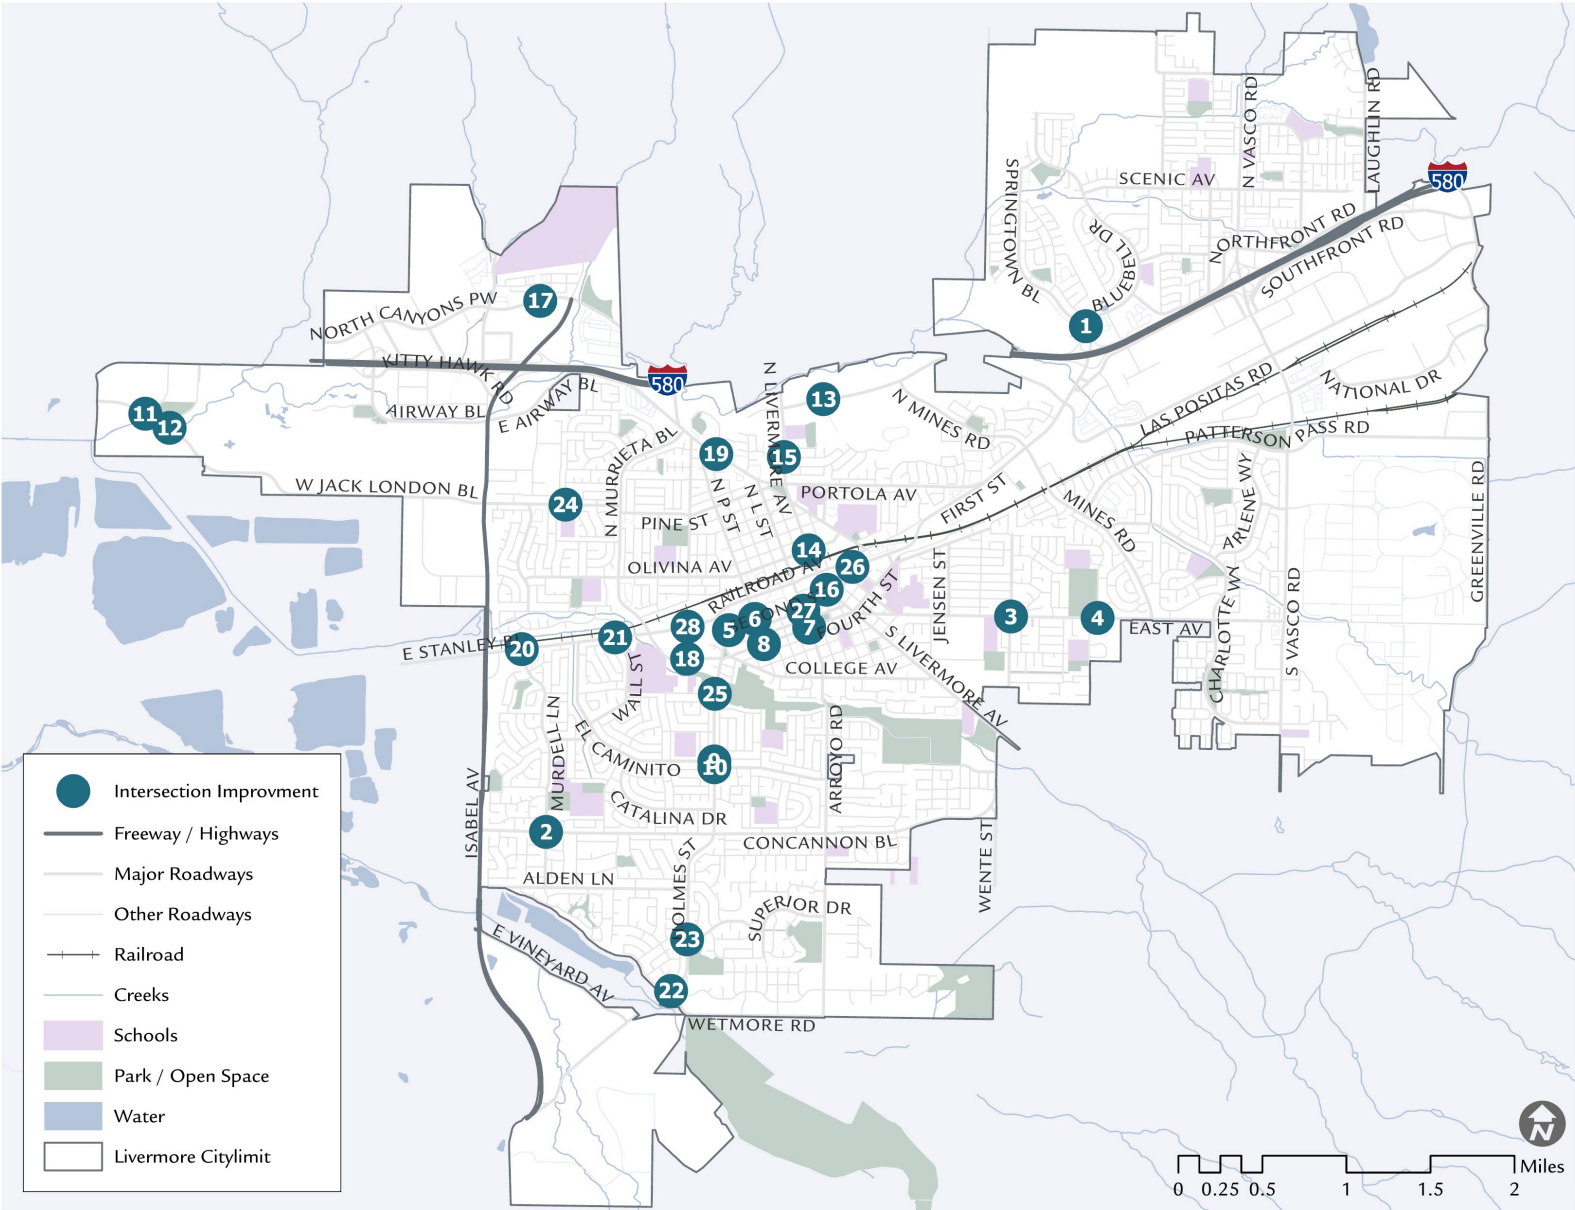 N VASCO RD
LAUGHLIN RD
580
SPRINGTOWN BL
SCENIC AV
BLUEBELL DR
NORTHFRONT RD
SOUTHFRONT RD
17
NORTH CANYONS PW
1
KITTY HAWK RD
580
AIRWAY BL
E AIRWAY BL
N LIVERMORE AV
13
N MINES RD
LAS POSITAS RD
NATIONAL DR
PATTERSON PASS RD
11
12
N MURRIETA BL
19
15
W JACK LONDON BL
24
N P ST
N L ST
PORTOLA AV
FIRST ST
MINES RD
ARLENE WY
GREENVILLE RD
PINE ST
14
26
OLIVINA AV
RAILROAD AV
16
SECOND ST
FOURTH ST
JENSEN ST
CHARLOTTE WY
S VASCO RD
3
4
EAST AV
E STANLEY BL
20
21
28
5
6
27
7
8
18
S LIVERMORE AV
COLLEGE AV
25
WALL ST
MURDELL LN
EL CAMINITO
9
10
ARROYO RD
ISABEL AV
CATALINA DR
2
CONCANNON BL
WENTE ST
ALDEN LN
HOLMES ST
SUPERIOR DR
23
E VINEYARD AV
22
WETMORE RD
Intersection Improvment
Freeway / Highways
Major Roadways
Other Roadways
Railroad
Creeks
Schools
Park / Open Space
Water
Livermore Citylimit
N
Miles
0 0.25 0.5 1 1.5 2